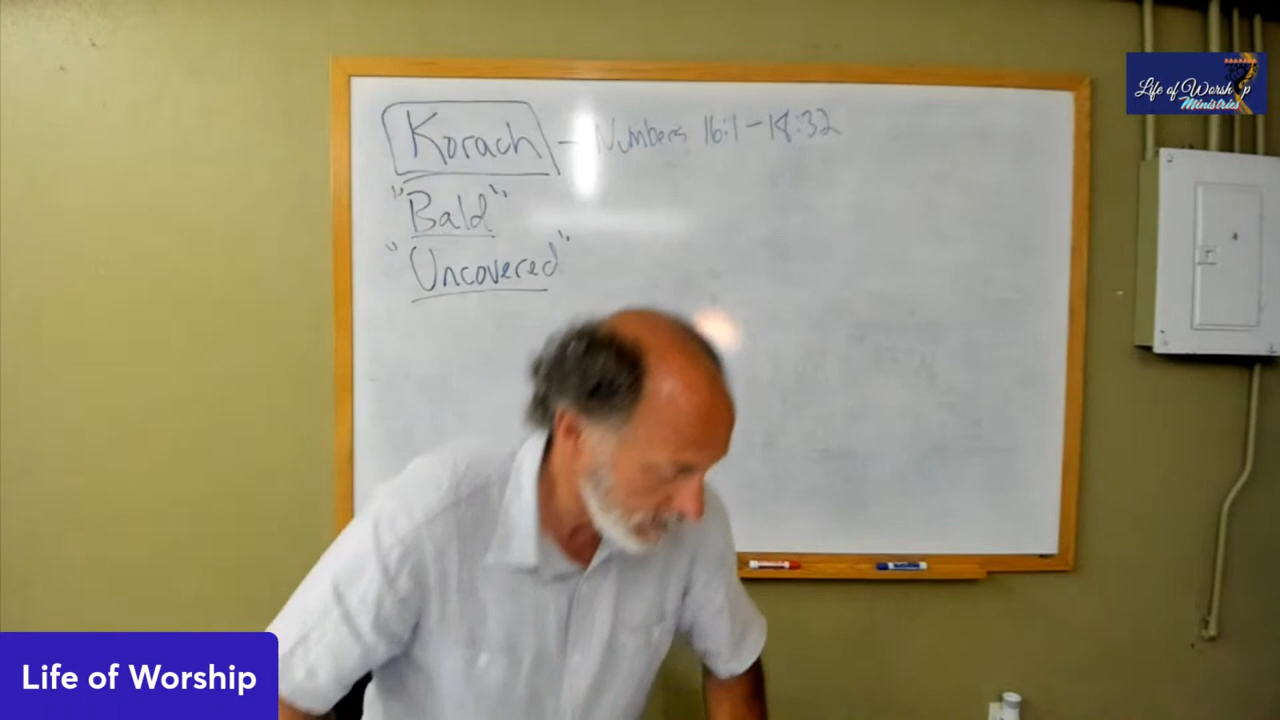 Korach - Numbers 16:1-18:32
"Bald"
"Uncovered"
Life of Worship
Ministries
Life of Worship